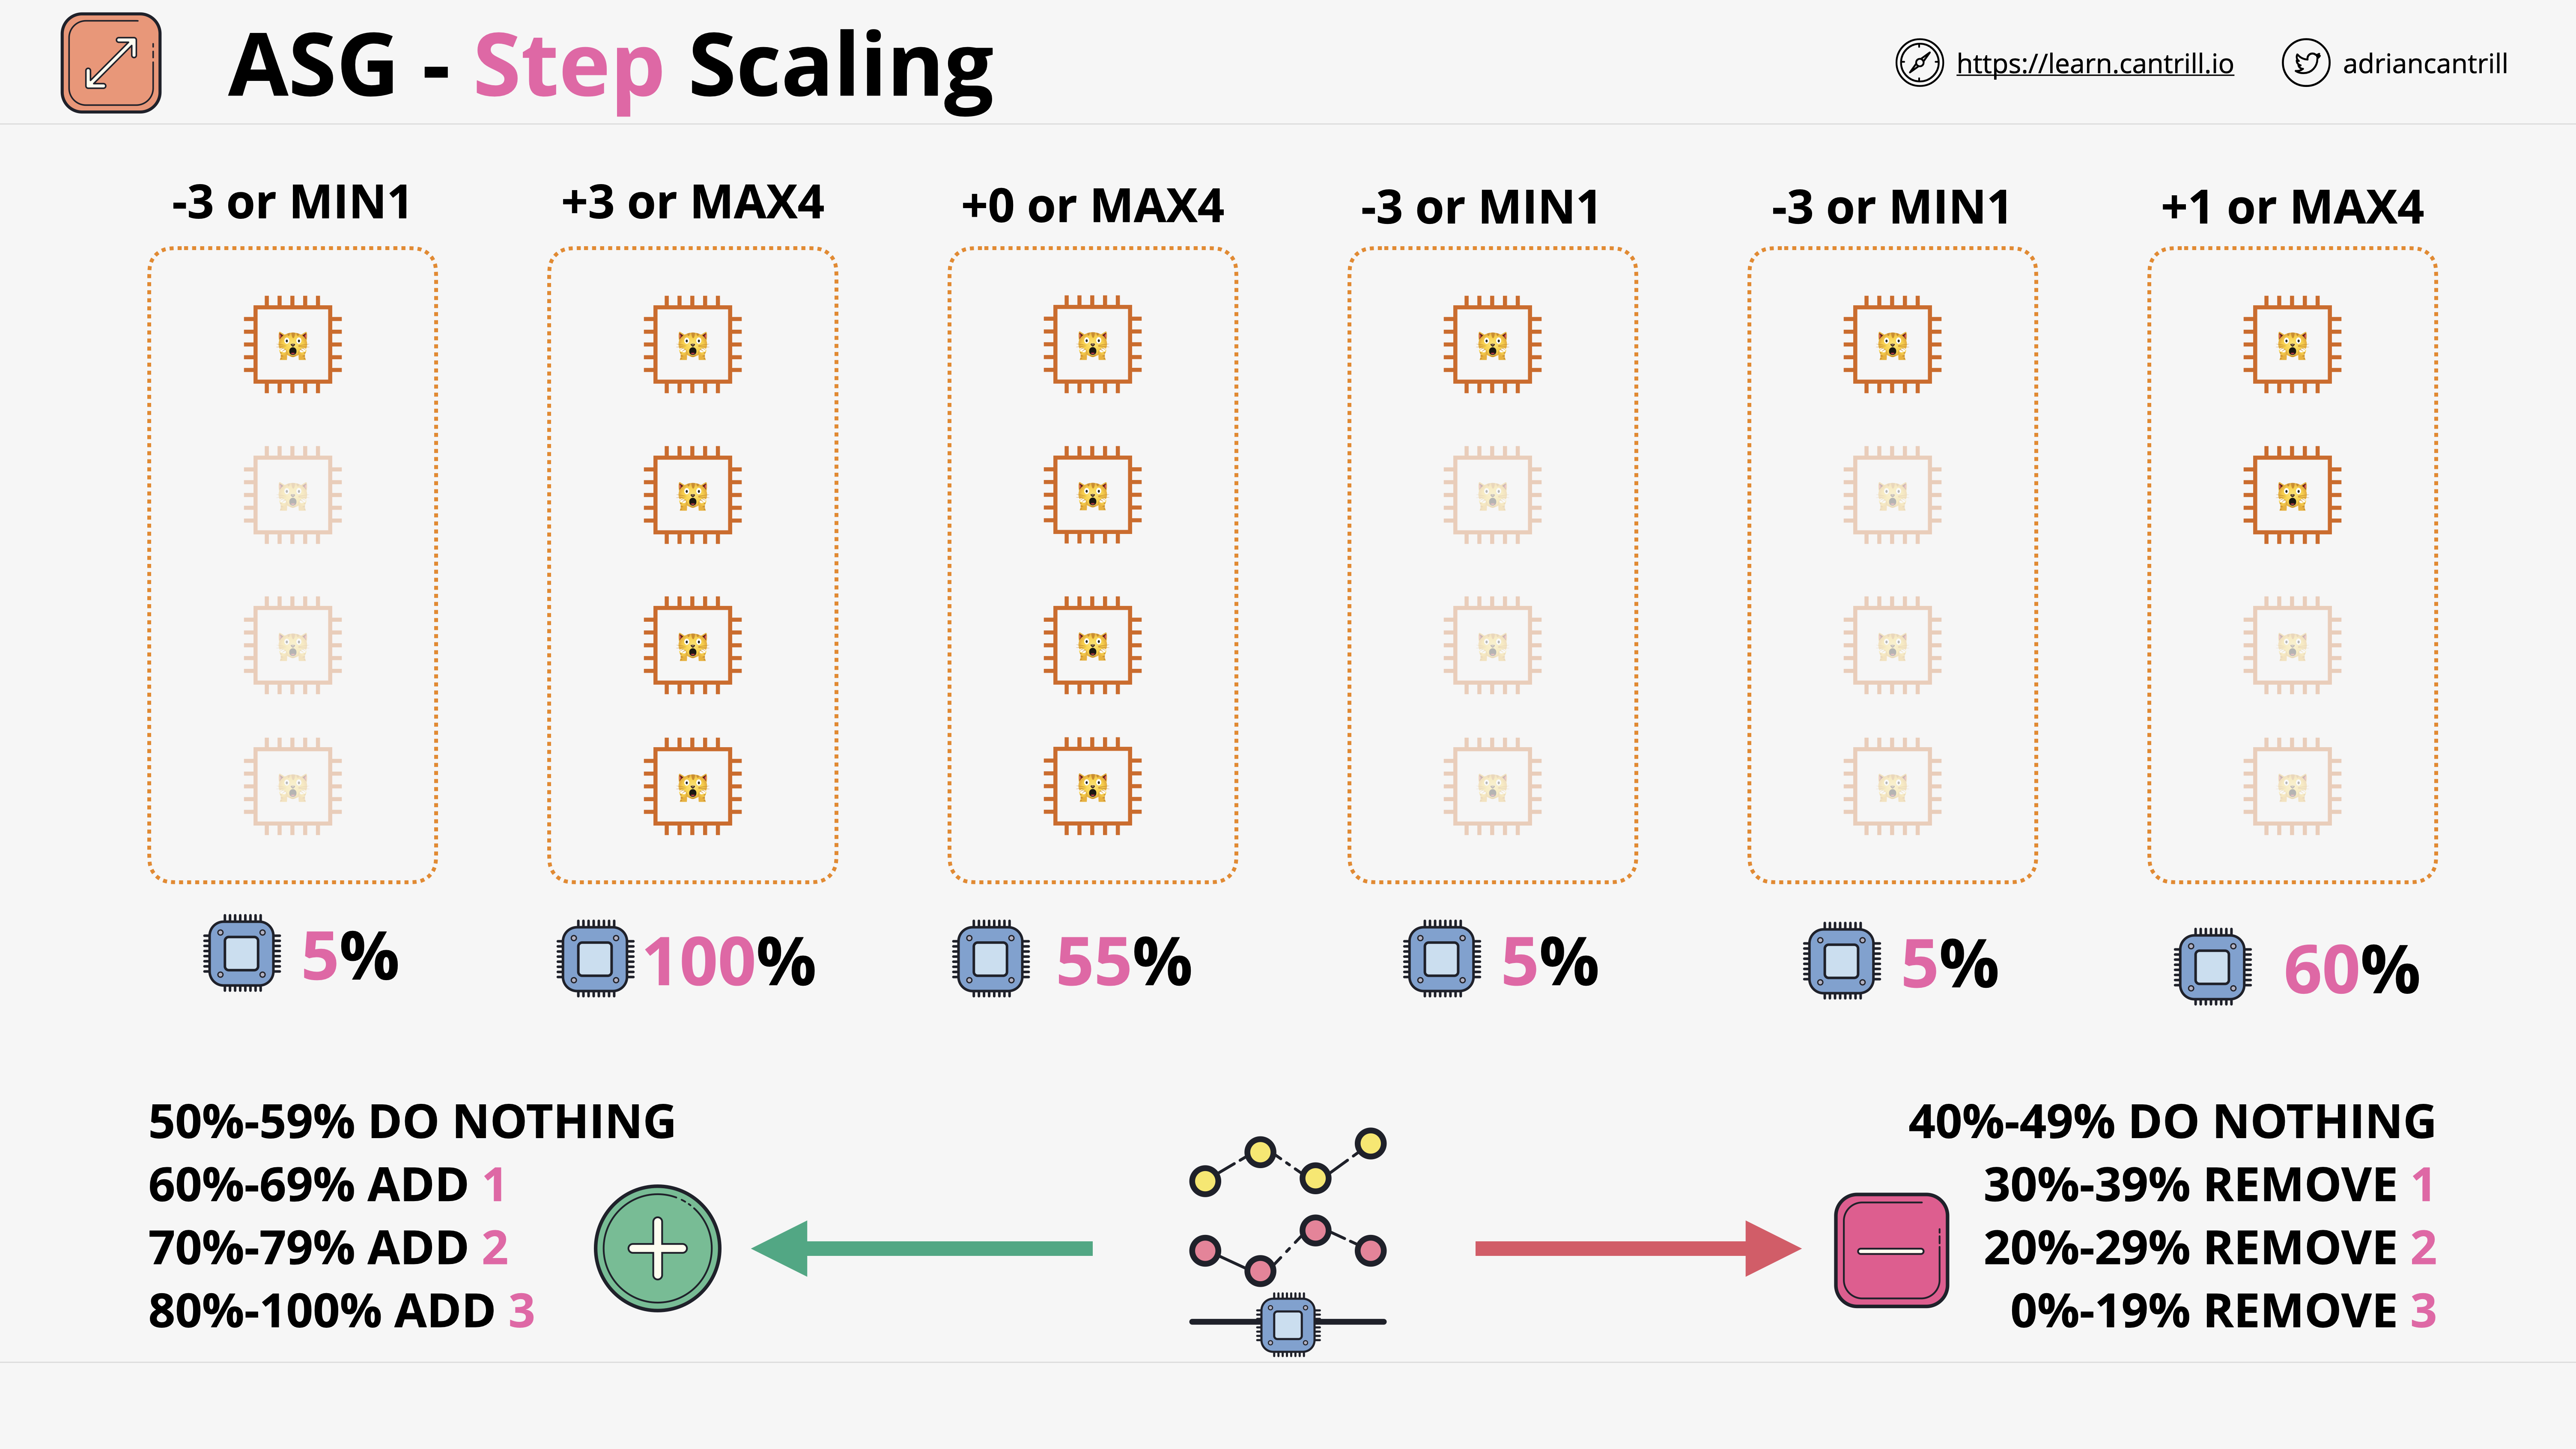 ASG - Step Scaling
https://learn.cantrill.io
adriancantrill
-3 or MIN1
+3 or MAX4
+0 or MAX4
-3 or MIN1
-3 or MIN1
+1 or MAX4
5%
100%
55%
5%
5%
60%
50%-59% DO NOTHING
60%-69% ADD 1
70%-79% ADD 2
80%-100% ADD 3
40%-49% DO NOTHING
30%-39% REMOVE 1
20%-29% REMOVE 2
0%-19% REMOVE 3